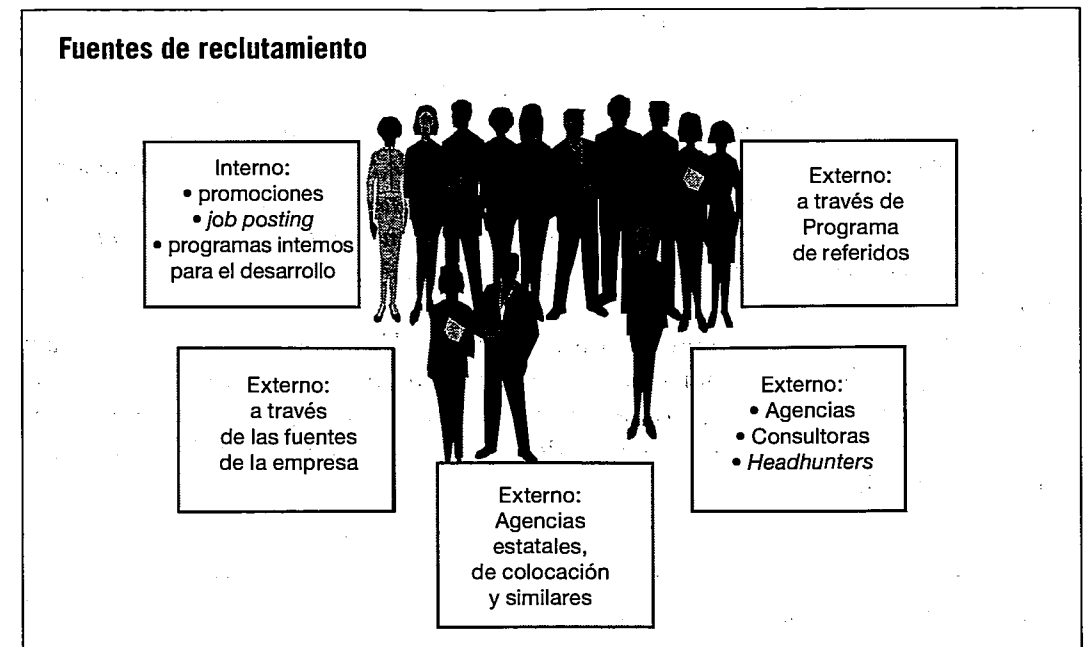 Fuentes de reclutamiento
Interno:
• promociones
• job posting
• programas internos
para el desarrollo
Externo:
a través de
Programa
de referidos
Externo:
a través
de las fuentes
de la empresa
Externo:
• Agencias
• Consultoras
• Headhunters
Externo:
Agencias
estatales,
de colocación
y similares